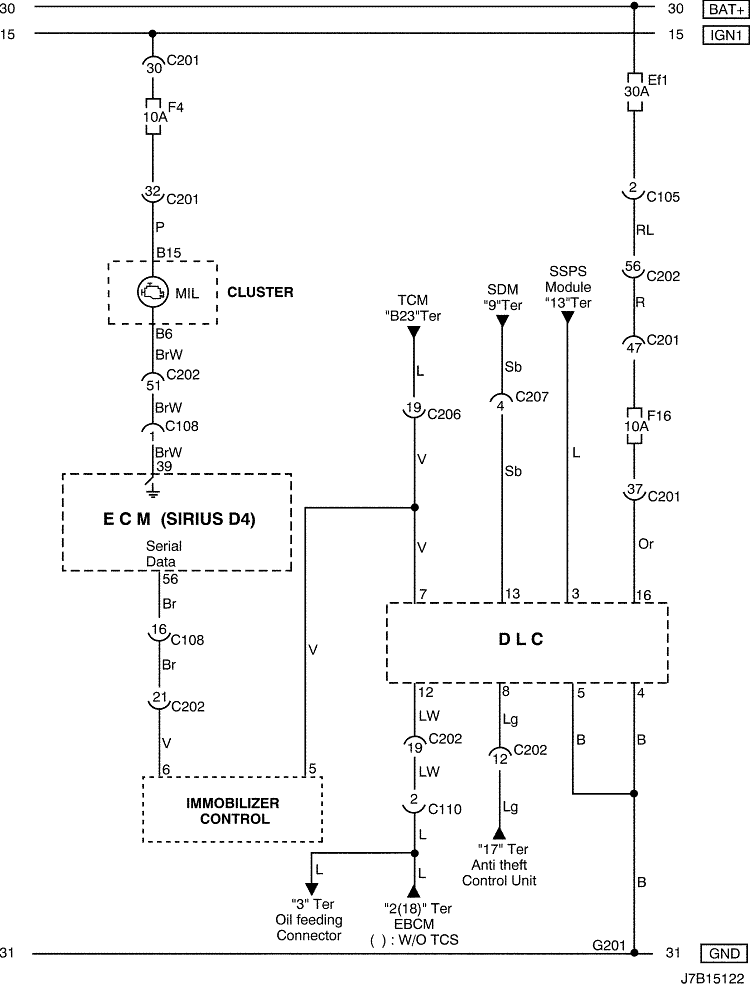 30
30
BAT+
15
15
IGN1
30
C201
10A
F4
30A
Ef1
32
C201
P
B15
MIL
CLUSTER
B6
BrW
51
C202
BrW
1
C108
BrW
39
E C M (SIRIUS D4)
Serial
Data
56
Br
16
C108
Br
21
C202
V
6
5
IMMOBILIZER
CONTROL
V
TCM
"B23"Ter
L
19
C206
V
V
7
SDM
"9"Ter
Sb
4
C207
Sb
13
SSPS
Module
"13"Ter
L
3
2
C105
RL
56
C202
R
47
C201
10A
F16
37
C201
Or
16
D L C
12
8
5
4
LW
19
C202
LW
2
C110
L
L
L
"3" Ter
Oil feeding
Connector
"2(18)" Ter
EBCM
( ) : W/O TCS
Lg
12
C202
Lg
"17" Ter
Anti theft
Control Unit
B
B
B
G201
31
31
GND
J7B15122